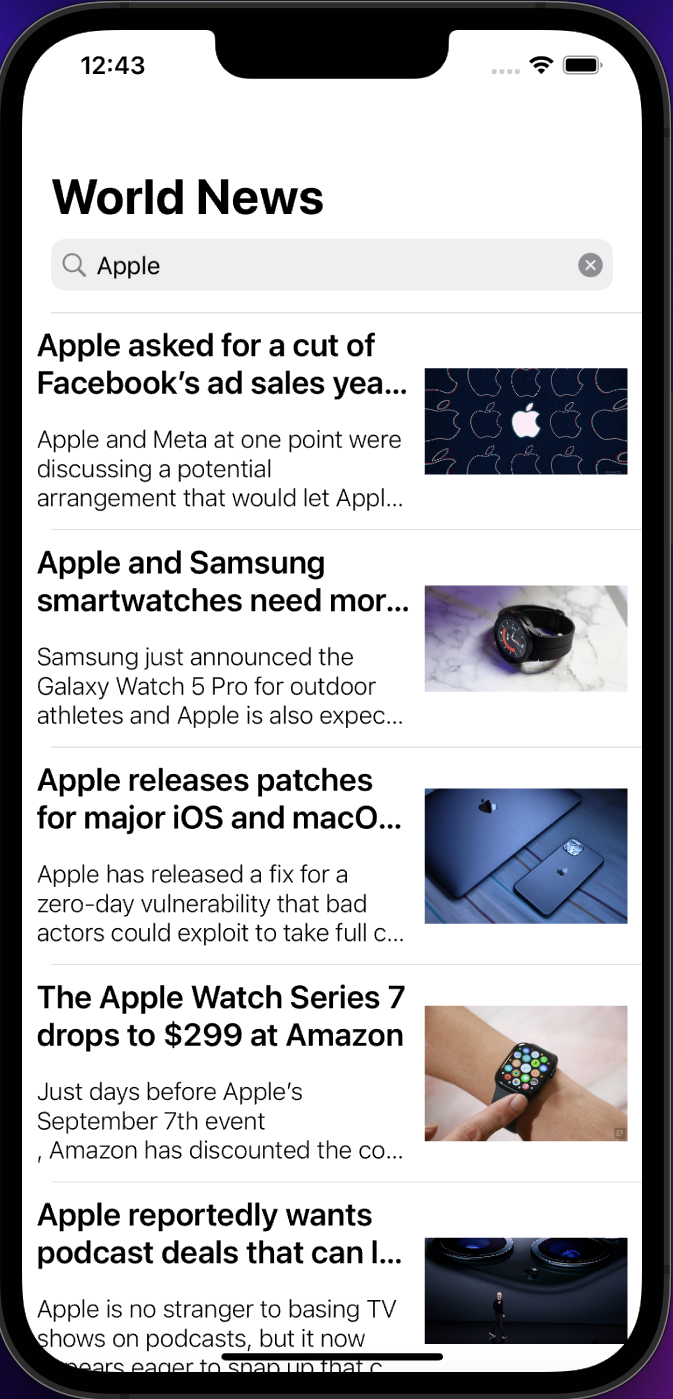 12:43
World News
Apple
Apple asked for a cut of
Facebook’s ad sales yea...
Apple and Meta at one point were
discussing a potential
arrangement that would let Appl...
Apple and Samsung
smartwatches need mor...
Samsung just announced the
Galaxy Watch 5 Pro for outdoor
athletes and Apple is also expec...
Apple releases patches
for major iOS and macO...
Apple has released a fix for a
zero-day vulnerability that bad
actors could exploit to take full c...
The Apple Watch Series 7
drops to $299 at Amazon
Just days before Apple’s
September 7th event
, Amazon has discounted the co...
Apple reportedly wants
podcast deals that can l...
Apple is no stranger to basing TV
shows on podcasts, but it now
appears eager to snap up that c